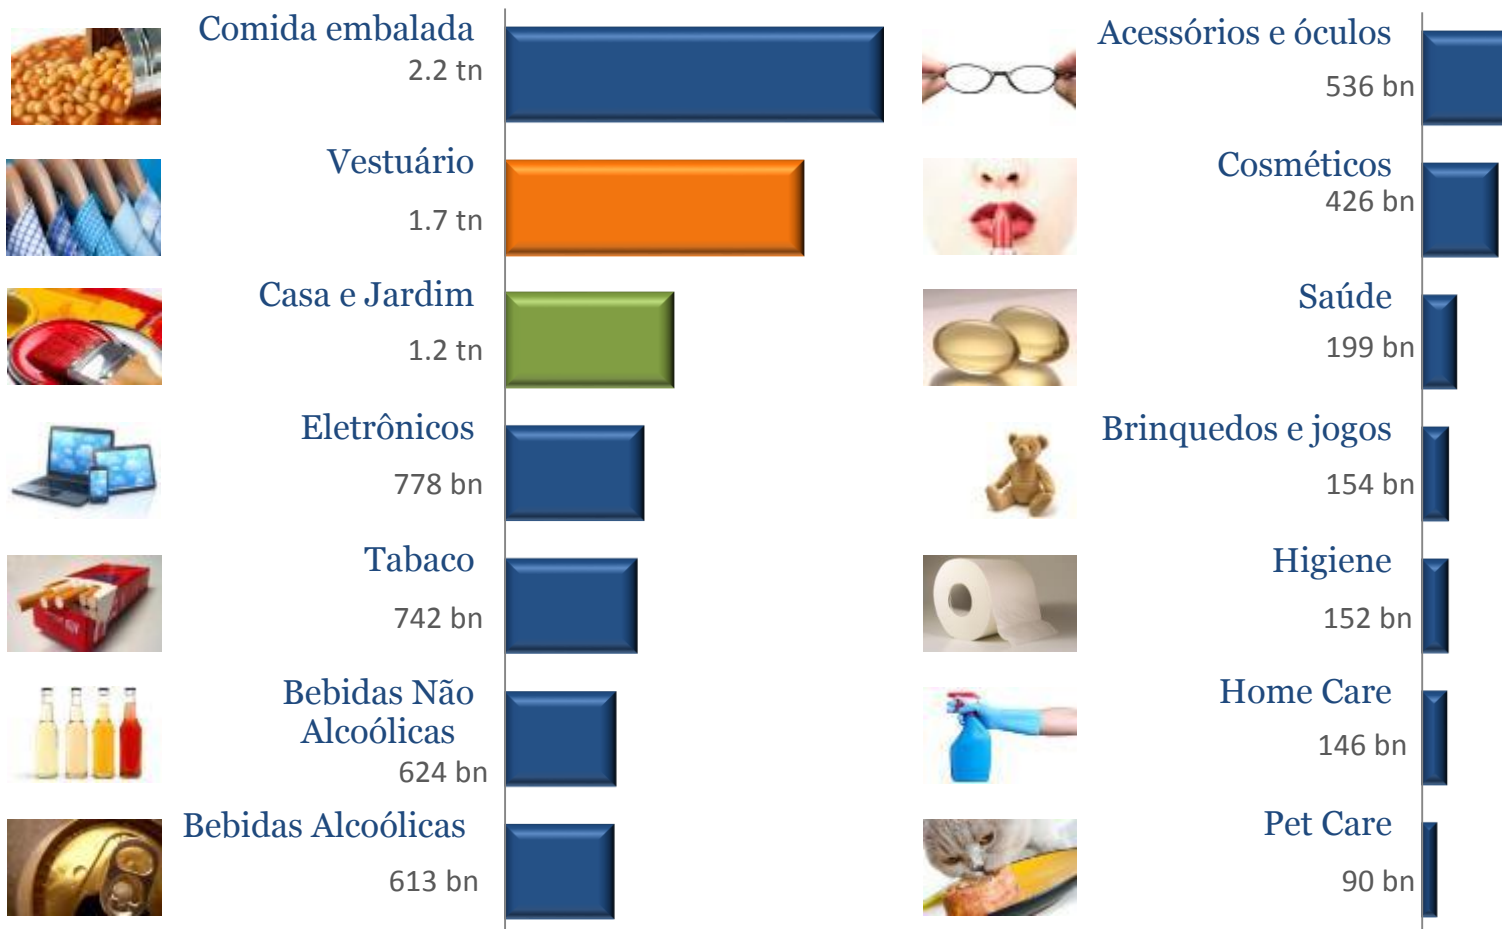 Comida embalada
2.2 tn
Vestuário
1.7 tn
Casa e Jardim
1.2 tn
Eletrônicos
778 bn
Tabaco
742 bn
Bebidas Não
Alcoólicas
624 bn
Bebidas Alcoólicas
613 bn
Acessórios e óculos
536 bn
Cosméticos
426 bn
Saúde
199 bn
Brinquedos e jogos
154 bn
Higiene
152 bn
Home Care
146 bn
Pet Care
90 bn